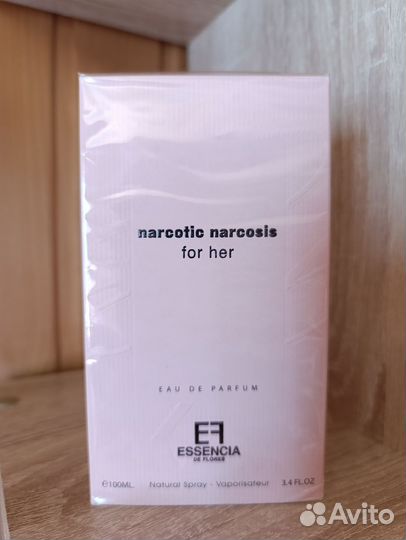 narcotic narcosis
for her
EAU DE PARFUM
EF
ESSENCIA
DE FLORES
℮100ML. Natural Spray - Vaporisateur 3.4 FL.OZ
Avito